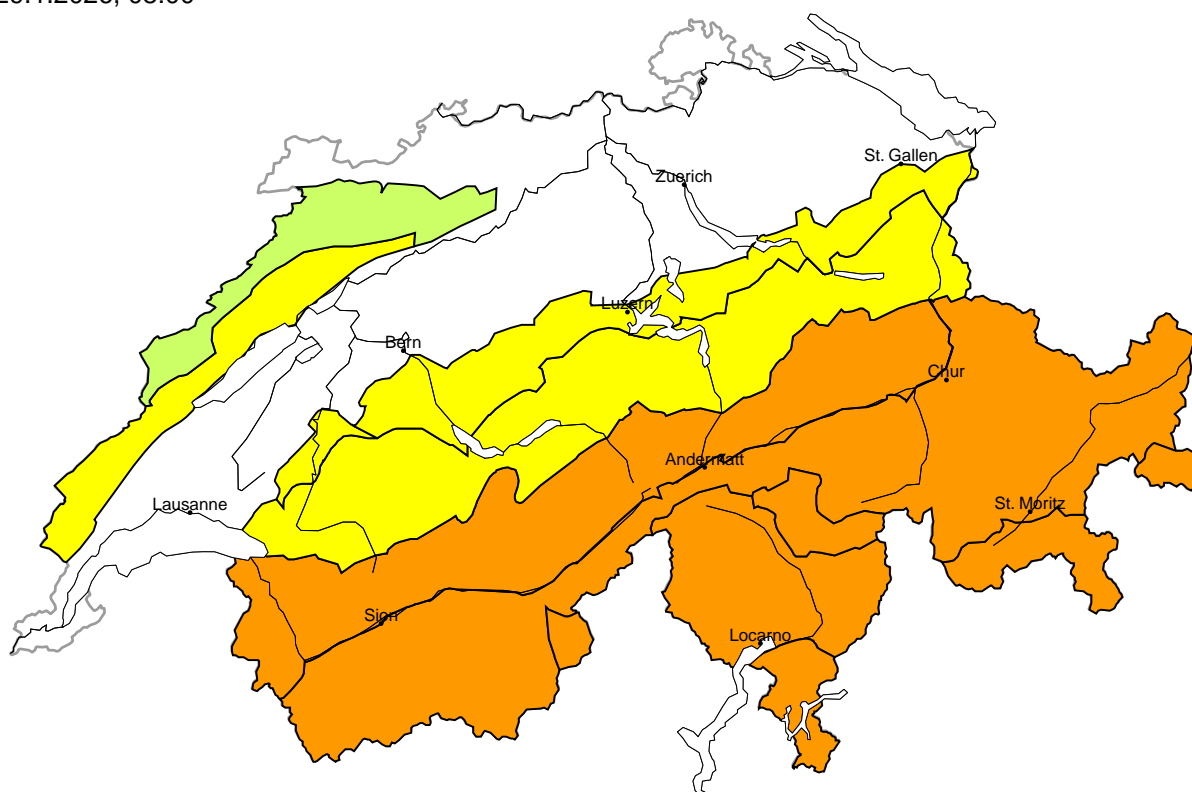 St. Gallen
Zuerich
Luzern
Bern
Chur
Andermatt
Lausanne
St. Moritz
Sion
Locarno